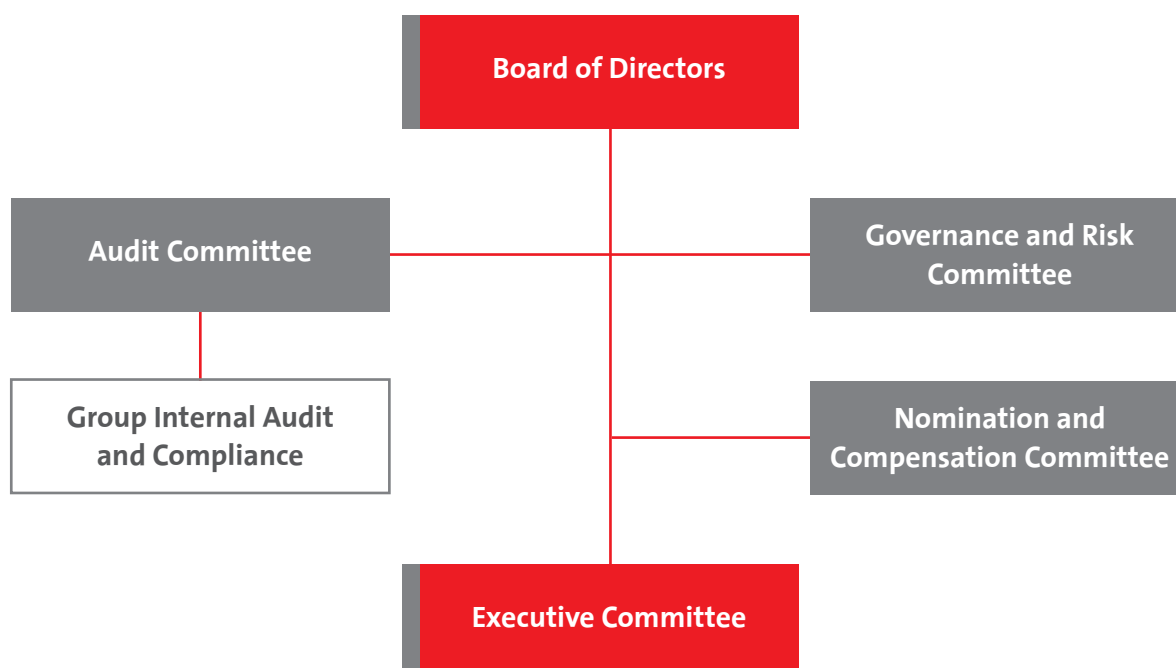 Board of Directors
Audit Committee
Governance and Risk
Committee
Group Internal Audit
and Compliance
Nomination and
Compensation Committee
Executive Committee